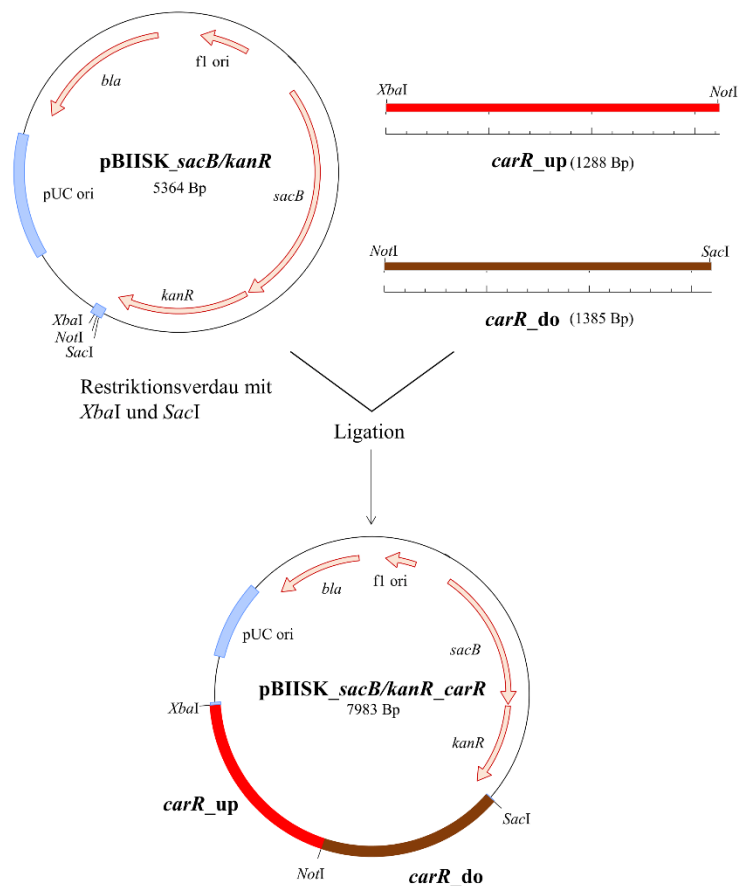 f1 ori
bla
pBIISK_sacB/kanR
5364 Bp
pUC ori
sacB
kanR
XbaI
NotI
SacI
XbaI
NotI
carR_up (1288 Bp)
NotI
SacI
carR_do (1385 Bp)
Restriktionsverdau mit
XbaI und SacI
Ligation
f1 ori
bla
pUC ori
sacB
pBIISK_sacB/kanR_carR
7983 Bp
XbaI
kanR
carR_up
SacI
NotI
carR_do